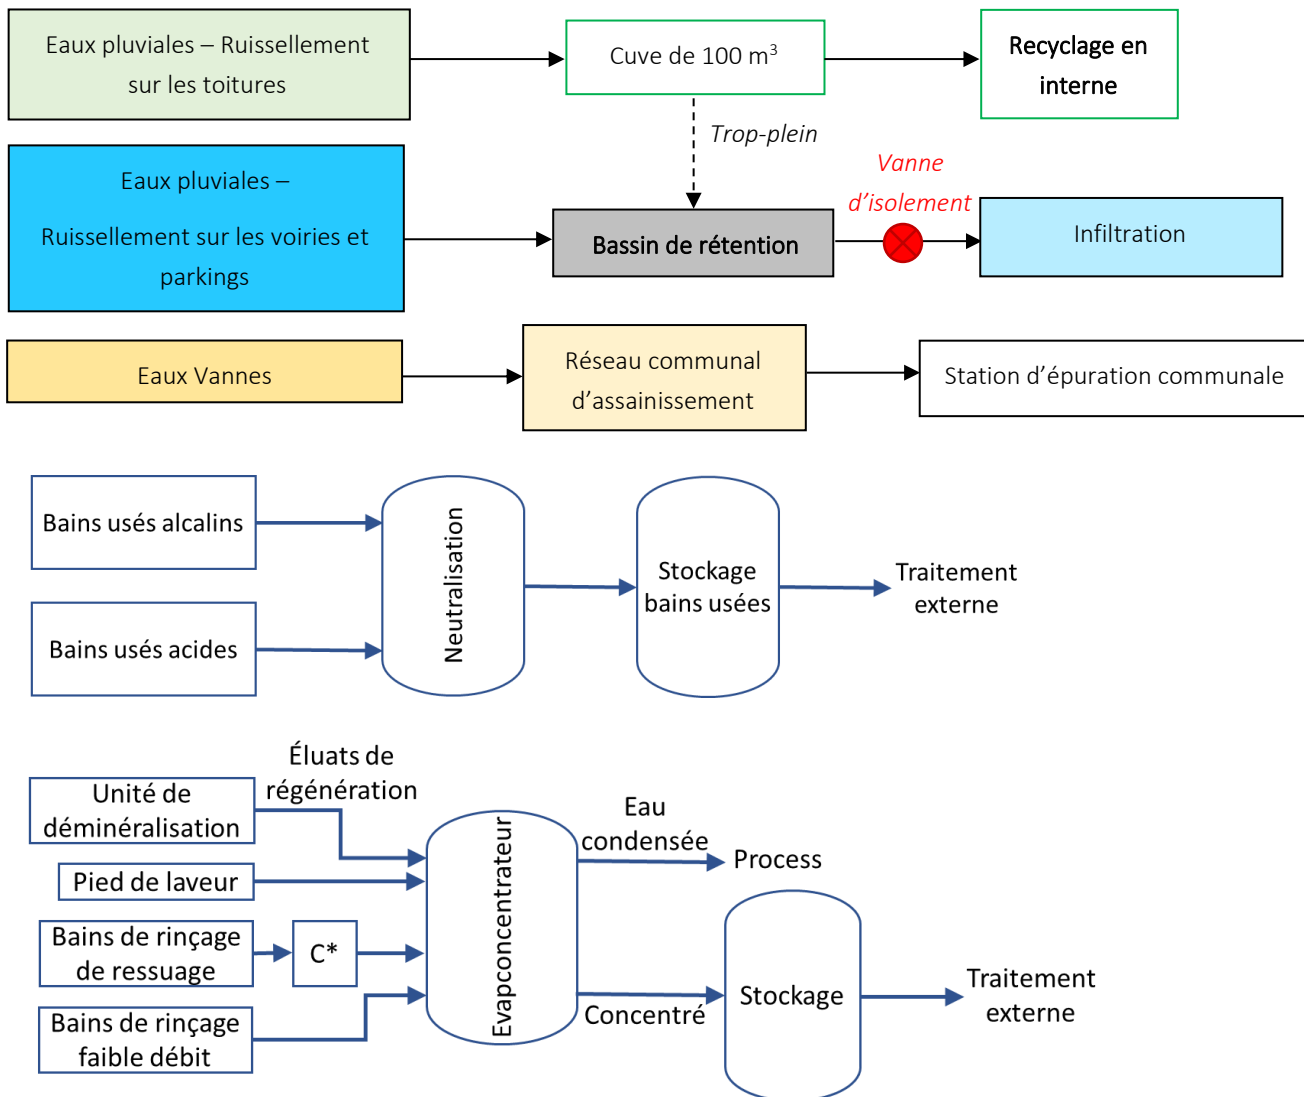 Eaux pluviales – Ruissellement
sur les toitures
Cuve de 100 m³
Recyclage en
interne
Trop-plein
Eaux pluviales –
Ruissellement sur les voiries et
parkings
Bassin de rétention
Vanne
d'isolement
Infiltration
Eaux Vannes
Réseau communal
d'assainissement
Station d'épuration communale
Bains usés alcalins
Bains usés acides
Neutralisation
Stockage
bains usées
Traitement
externe
Éluats de
régénération
Unité de
déminéralisation
Pied de laveur
Bains de rinçage
de ressuage
C*
Bains de rinçage
faible débit
Evapconcentrateur
Eau
condensée
Process
Concentré
Stockage
Traitement
externe